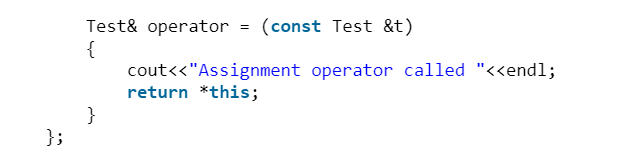 Test& operator = (const Test &t)
{
cout<<"Assignment operator called "<<endl;
return *this;
}
};